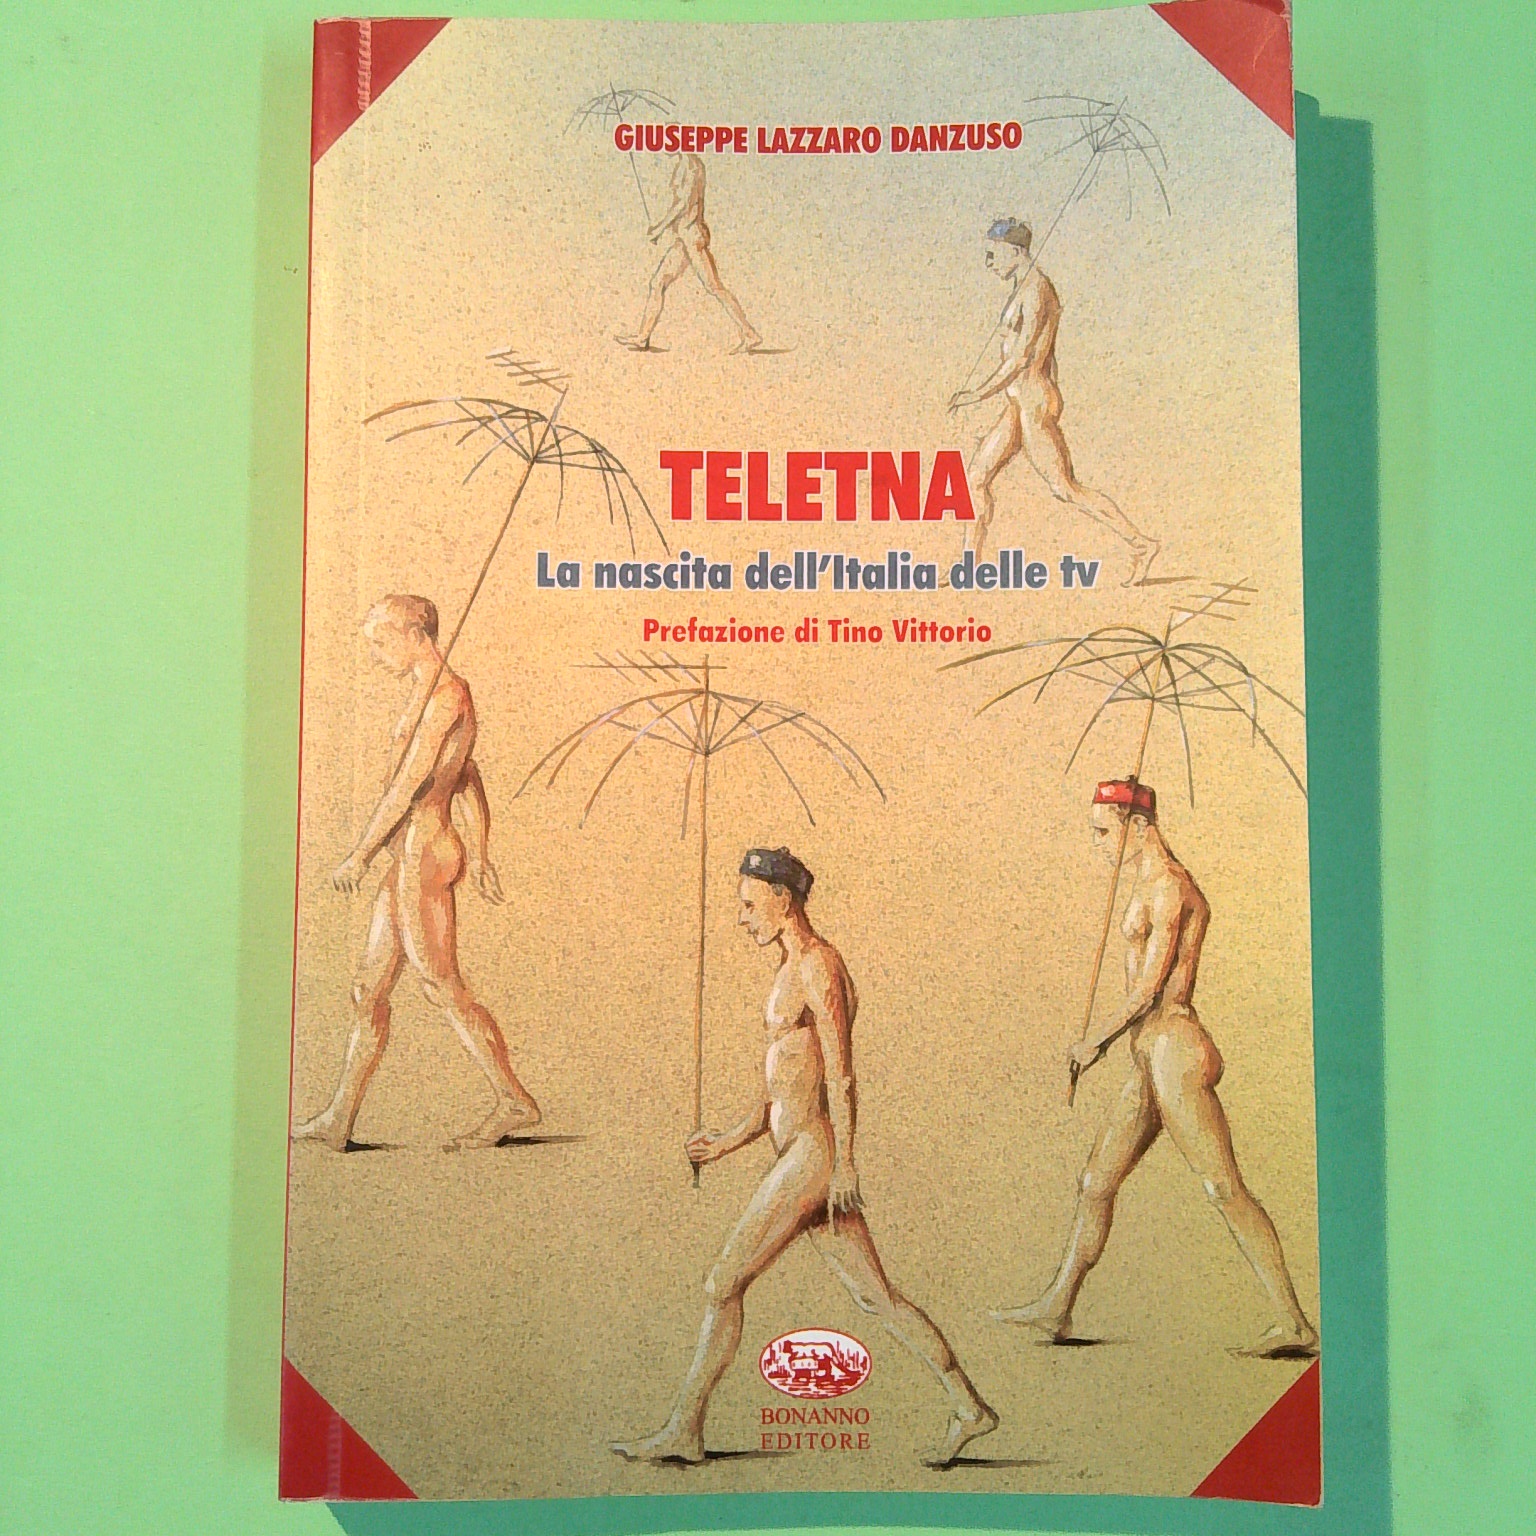 GIUSEPPE LAZZARO DANZUSO
TELETNA
La nascita dell'Italia delle tv
Prefazione di Tino Vittorio
BONANNO
EDITORE